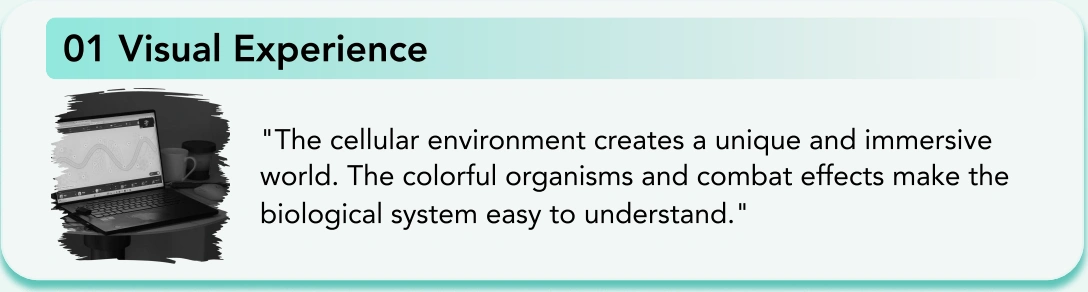 01 Visual Experience
"The cellular environment creates a unique and immersive
world. The colorful organisms and combat effects make the
biological system easy to understand."